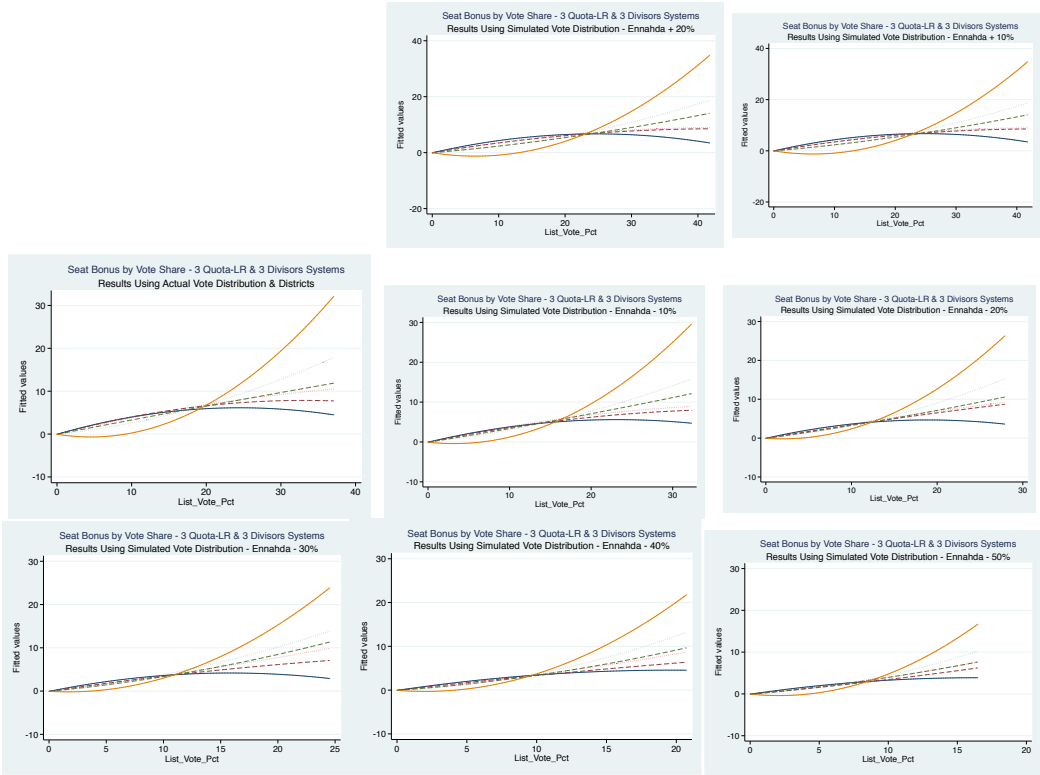 Seat Bonus by Vote Share - 3 Quota-LR & 3 Divisors Systems
Results Using Simulated Vote Distribution - Ennahda + 20%
40
20
0
-20
Fitted values
0 10 20 30 40
List_Vote_Pct
Seat Bonus by Vote Share - 3 Quota-LR & 3 Divisors Systems
Results Using Simulated Vote Distribution - Ennahda + 10%
40
20
0
-20
Fitted values
0 10 20 30 40
List_Vote_Pct
Seat Bonus by Vote Share - 3 Quota-LR & 3 Divisors Systems
Results Using Actual Vote Distribution & Districts
30
20
10
0
-10
Fitted values
0 10 20 30 40
List_Vote_Pct
Seat Bonus by Vote Share - 3 Quota-LR & 3 Divisors Systems
Results Using Simulated Vote Distribution - Ennahda - 10%
30
20
10
0
-10
Fitted values
0 10 20 30
List_Vote_Pct
Seat Bonus by Vote Share - 3 Quota-LR & 3 Divisors Systems
Results Using Simulated Vote Distribution - Ennahda - 20%
30
20
10
0
-10
Fitted values
0 10 20 30
List_Vote_Pct
Seat Bonus by Vote Share - 3 Quota-LR & 3 Divisors Systems
Results Using Simulated Vote Distribution - Ennahda - 30%
30
20
10
0
-10
Fitted values
0 5 10 15 20 25
List_Vote_Pct
Seat Bonus by Vote Share - 3 Quota-LR & 3 Divisors Systems
Results Using Simulated Vote Distribution - Ennahda - 40%
30
20
10
0
-10
Fitted values
0 5 10 15 20
List_Vote_Pct
Seat Bonus by Vote Share - 3 Quota-LR & 3 Divisors Systems
Results Using Simulated Vote Distribution - Ennahda - 50%
30
20
10
0
-10
Fitted values
0 5 10 15 20
List_Vote_Pct